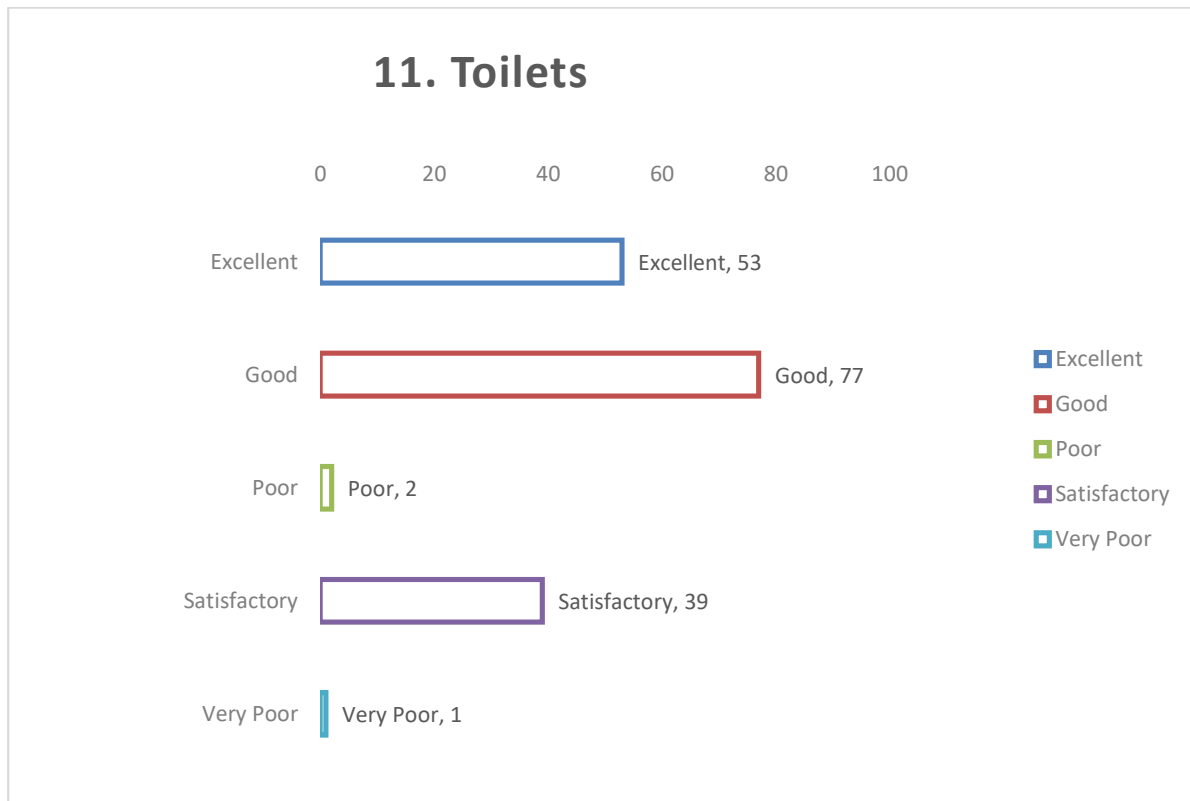 11. Toilets
0 20 40 60 80 100
Excellent
Excellent, 53
Good
Good, 77
Poor
Poor, 2
Satisfactory
Satisfactory, 39
Very Poor
Very Poor, 1
Excellent
Good
Poor
Satisfactory
Very Poor